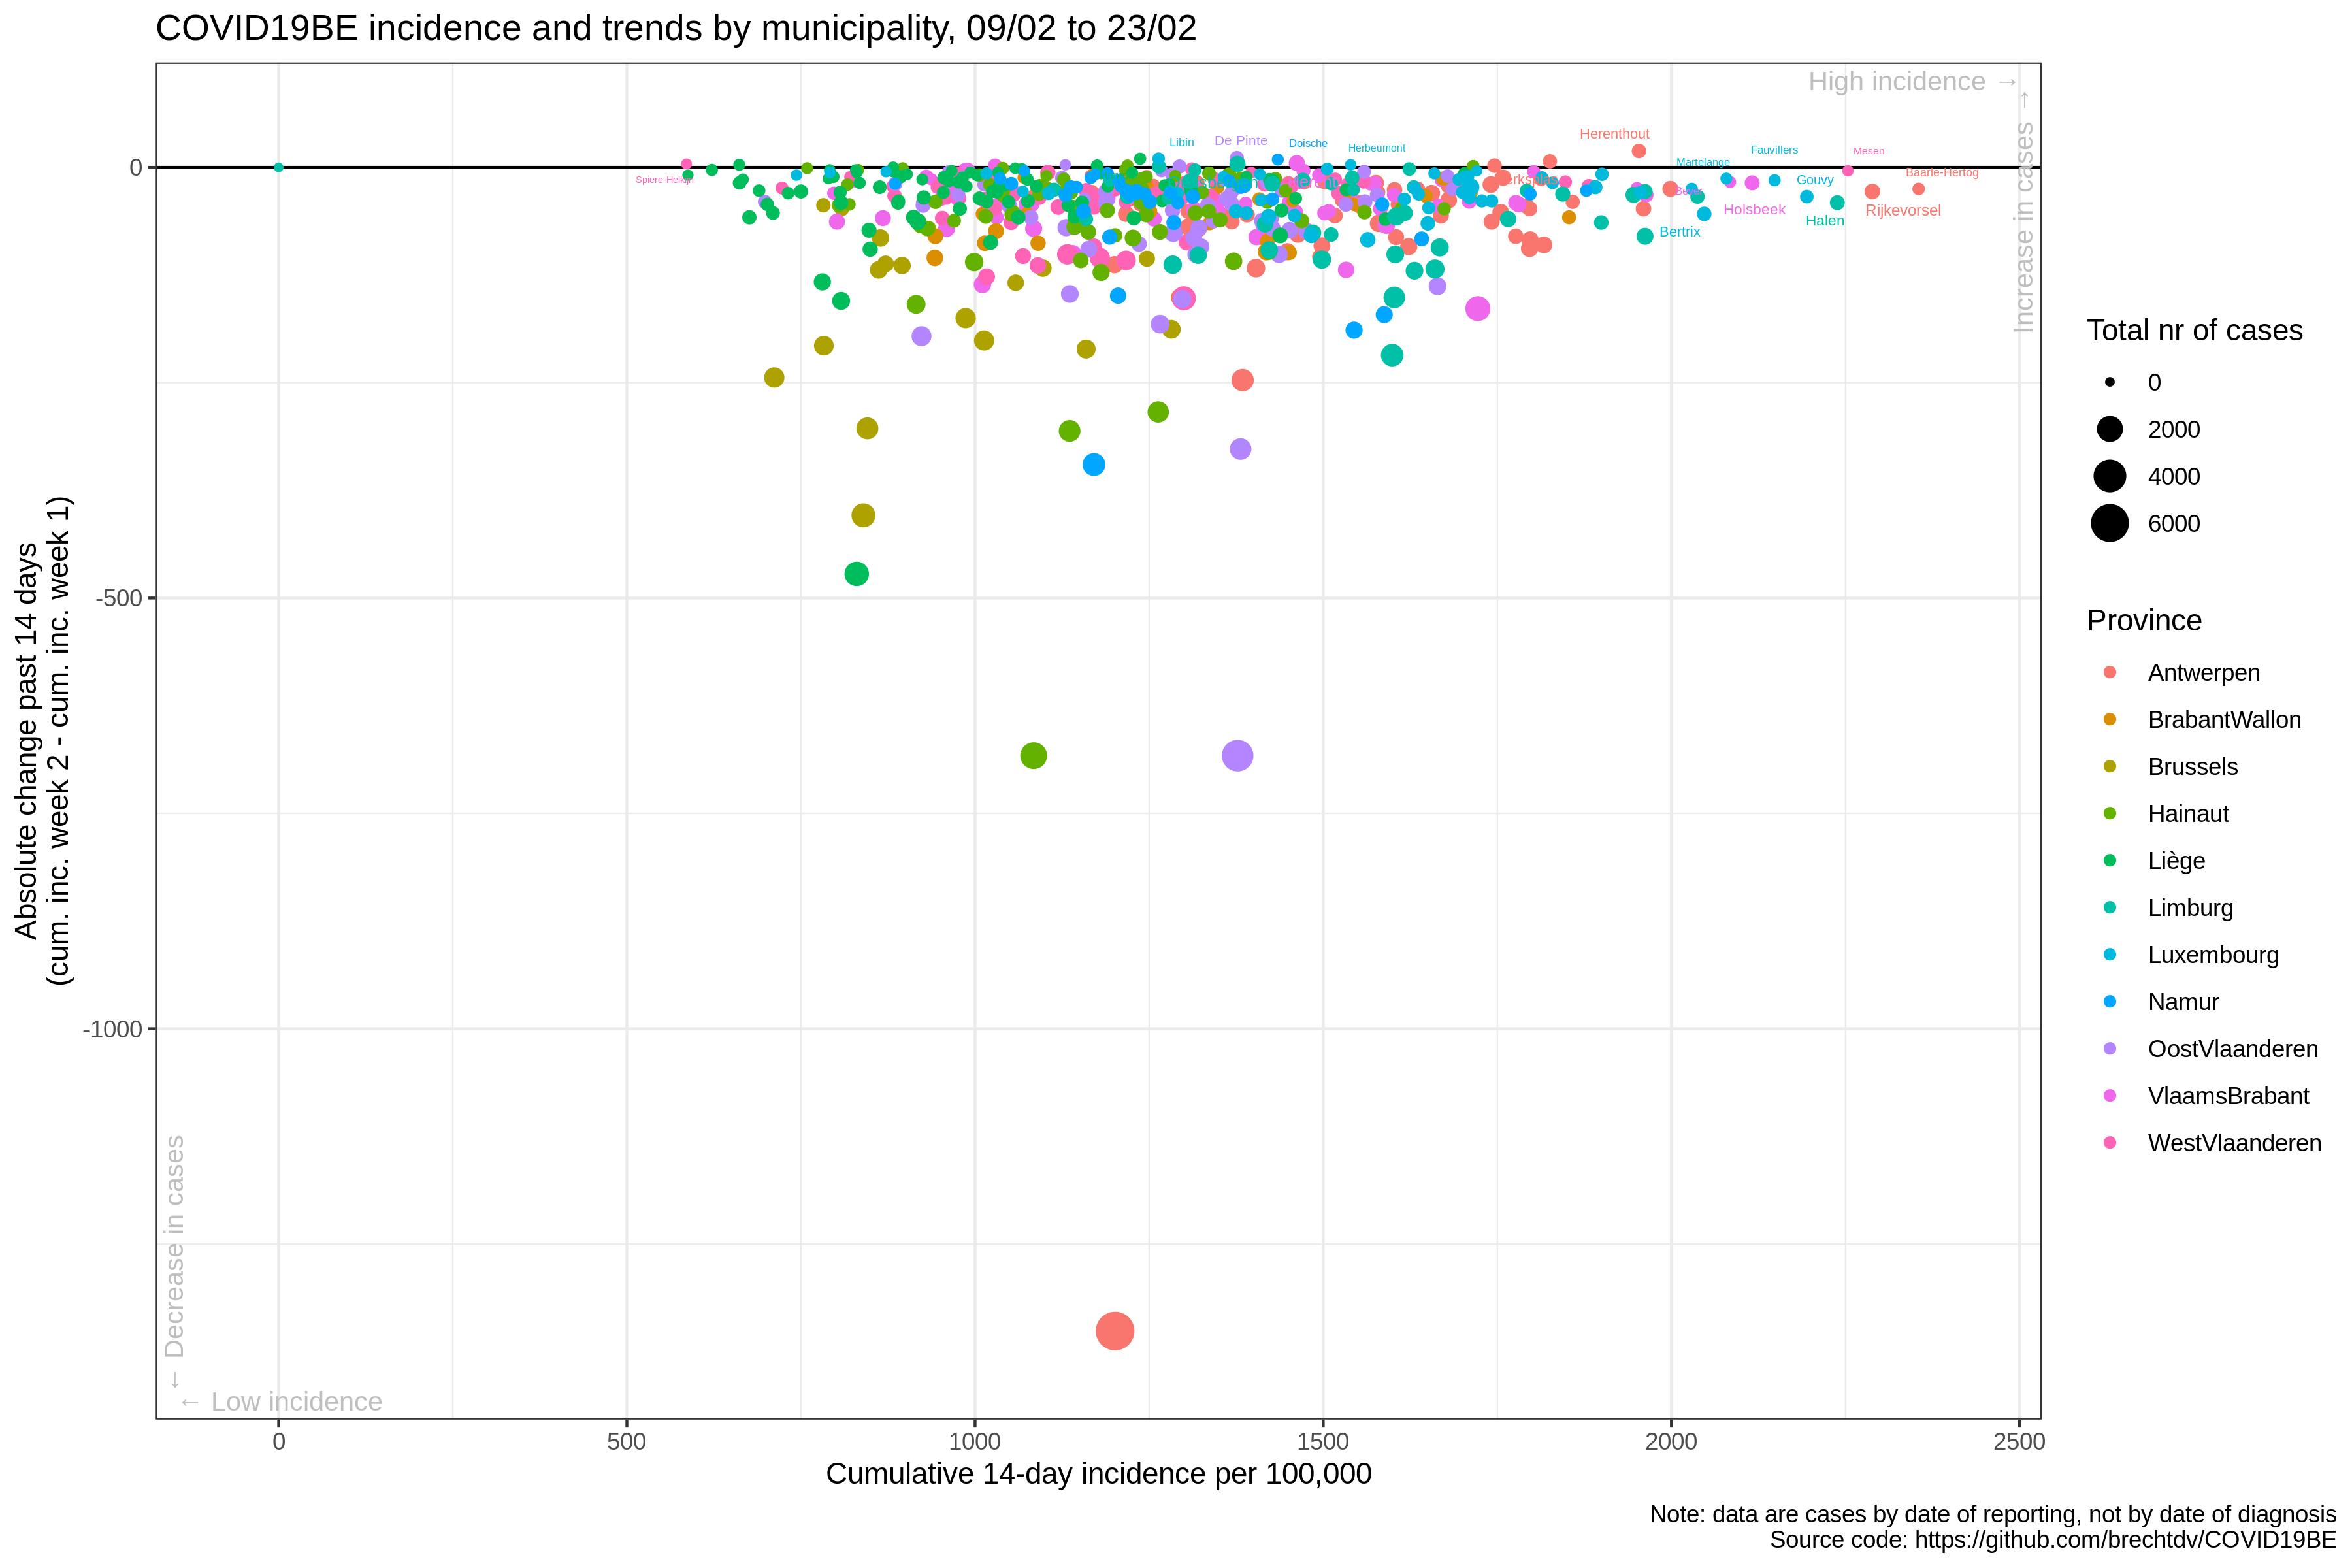 COVID19BE incidence and trends by municipality, 09/02 to 23/02
High incidence →
Increase in cases →
Herenthout
Libin
De Pinte
Doische
Herbeumont
Fauvillers
Mesen
Martelange
Baarle-Hertog
Spiere-Helkijn
Gouvy
Holsbeek
Rijkevorsel
Halen
Bertrix
← Decrease in cases
← Low incidence
0
-500
-1000
0
500
1000
1500
2000
2500
Absolute change past 14 days
(cum. inc. week 2 - cum. inc. week 1)
Cumulative 14-day incidence per 100,000
Total nr of cases
0
2000
4000
6000
Province
Antwerpen
BrabantWallon
Brussels
Hainaut
Liège
Limburg
Luxembourg
Namur
OostVlaanderen
VlaamsBrabant
WestVlaanderen
Note: data are cases by date of reporting, not by date of diagnosis
Source code: https://github.com/brechtdv/COVID19BE